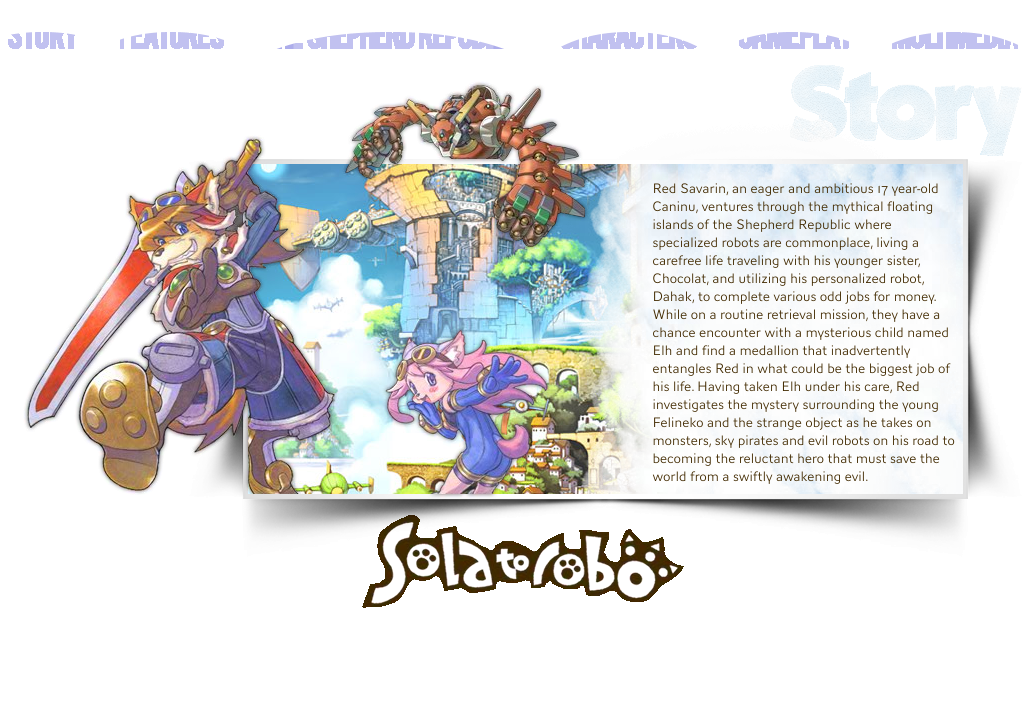 STORY FEATURES THE SHEPHERD REPUBLIC CHARACTERS GAMEPLAY MULTIMEDIA
Story
Red Savarin, an eager and ambitious 17 year-old
Caninu, ventures through the mythical floating
islands of the Shepherd Republic where
specialized robots are commonplace, living a
carefree life traveling with his younger sister,
Chocolat, and utilizing his personalized robot,
Dahak, to complete various odd jobs for money.
While on a routine retrieval mission, they have a
chance encounter with a mysterious child named
Elh and find a medallion that inadvertently
entangles Red in what could be the biggest job of
his life. Having taken Elh under his care, Red
investigates the mystery surrounding the young
Felineko and the strange object as he takes on
monsters, sky pirates and evil robots on his road to
becoming the reluctant hero that must save the
world from a swiftly awakening evil.
Solatorobo